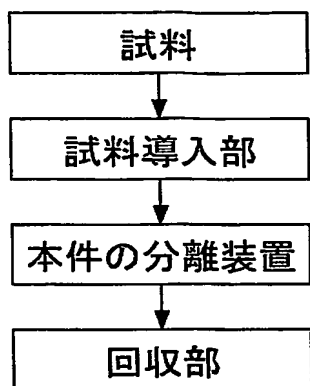 試料
試料導入部
本件の分離装置
回収部